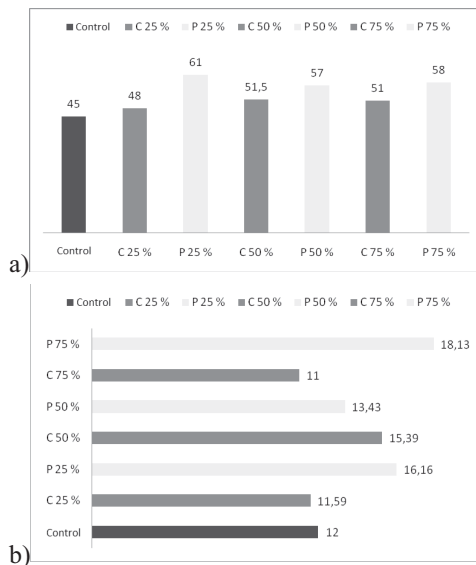 Control C 25 % P 25 % C 50 % P 50 % C 75 % P 75 %
61
58
57
51,5
51
48
45
Control C 25 % P 25 % C 50 % P 50 % C 75 % P 75 %
a)
Control C 25 % P 25 % C 50 % P 50 % C 75 % P 75 %
P 75 % 18,13
C 75 % 11
P 50 % 13,43
C 50 % 15,39
P 25 % 16,16
C 25 % 11,59
Control 12
b)